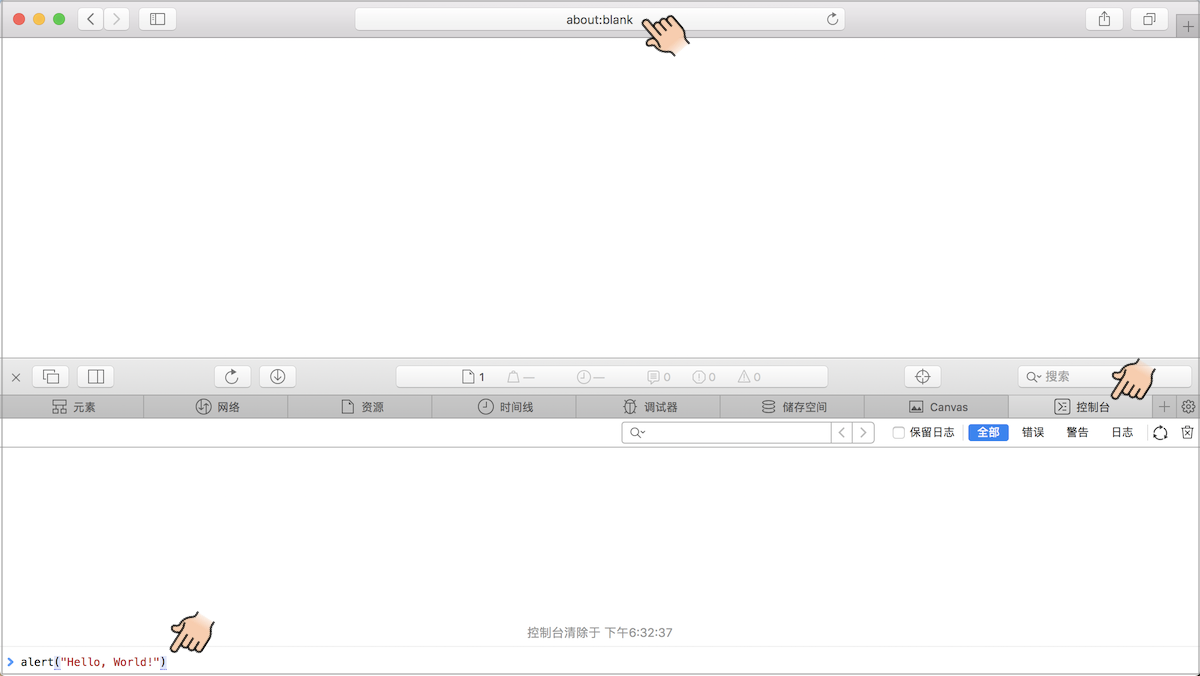 about:blank
1 — — 0 0 0 搜索
元素 网络 资源 时间线 调试器 储存空间 Canvas 控制台
保留日志 全部 错误 警告 日志
控制台清除于 下午6:32:37
alert("Hello, World!")